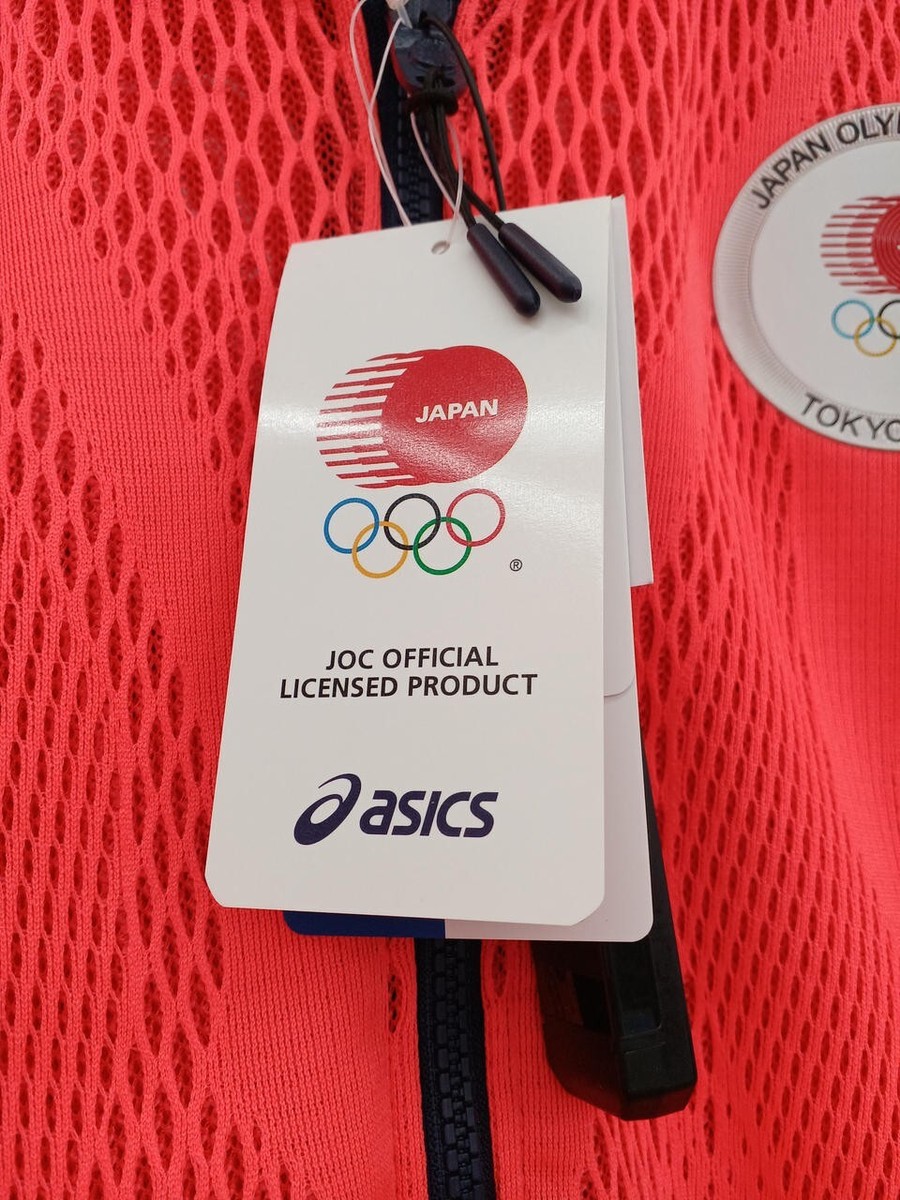 JAPAN
®
JOC OFFICIAL
LICENSED PRODUCT
asics
JAPAN OLY
TOKYO